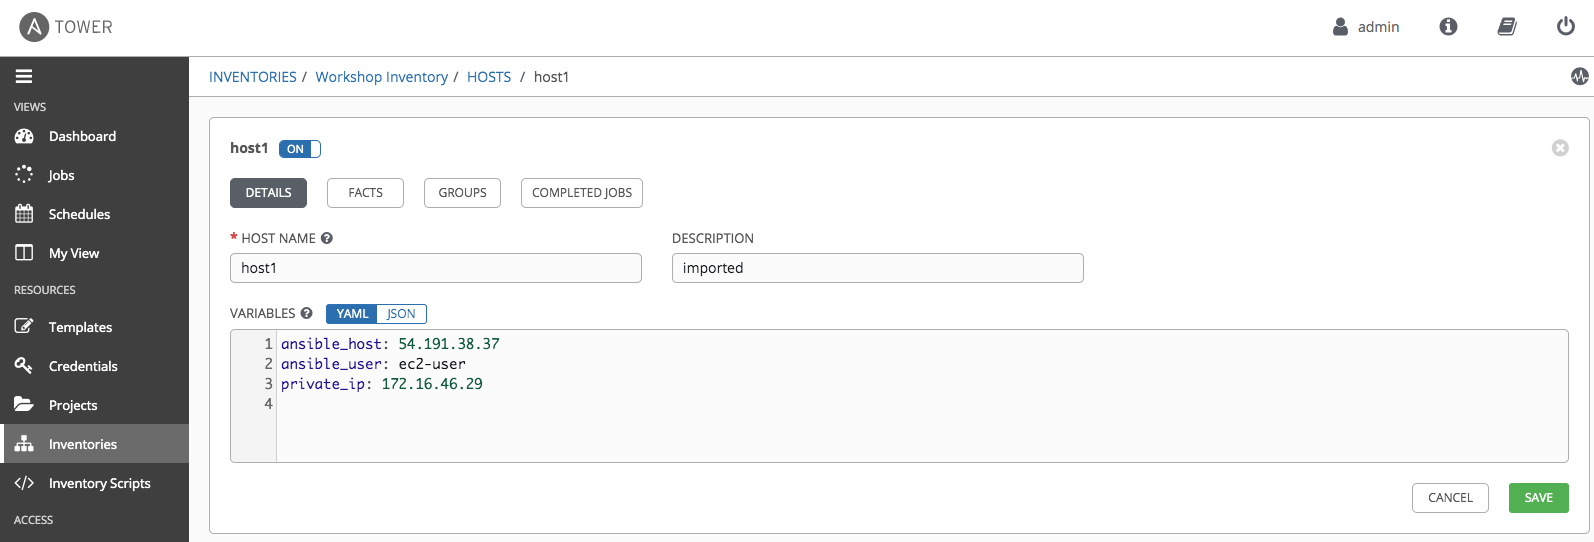 TOWER
admin
INVENTORIES / Workshop Inventory / HOSTS / host1
VIEWS
Dashboard
Jobs
Schedules
My View
RESOURCES
Templates
Credentials
Projects
Inventories
Inventory Scripts
ACCESS
host1 ON
DETAILS FACTS GROUPS COMPLETED JOBS
* HOST NAME DESCRIPTION
host1 imported
VARIABLES YAML JSON
1 ansible_host: 54.191.38.37
2 ansible_user: ec2-user
3 private_ip: 172.16.46.29
4
CANCEL SAVE